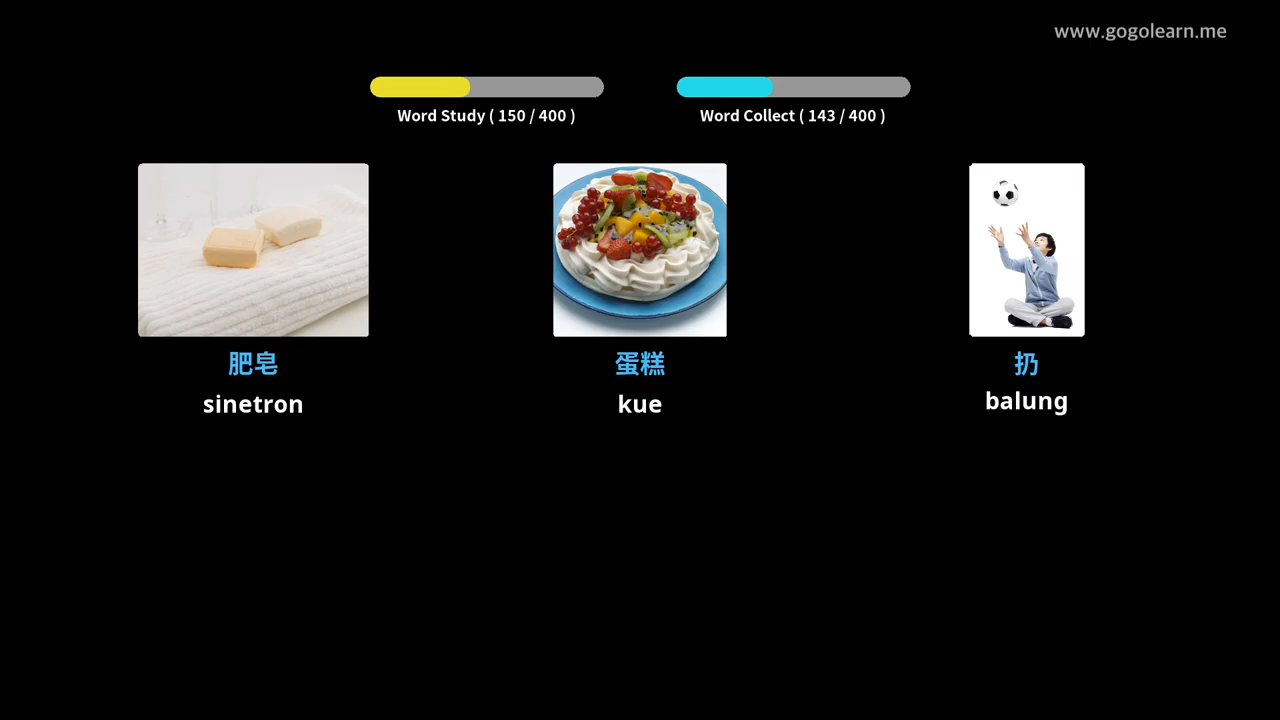 www.gogolearn.me
Word Study ( 150 / 400 )
Word Collect ( 143 / 400 )
肥皂
蛋糕
扔
sinetron
kue
balung